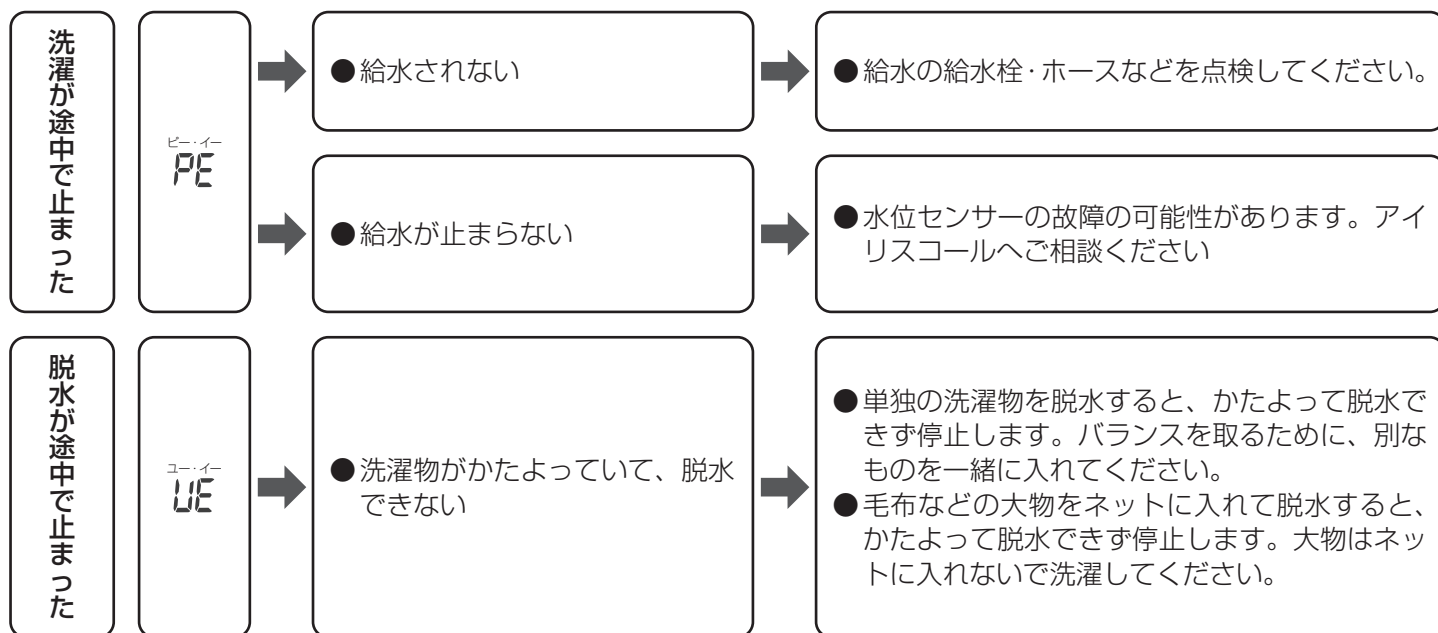 洗濯が途中で止まった
ピー・イー
PE
●給水されない
●給水の給水栓・ホースなどを点検してください。
●給水が止まらない
●水位センサーの故障の可能性があります。アイ
リスコールへご相談ください
脱水が途中で止まった
ユー・イー
UE
●洗濯物がかたよっていて、脱水
できない
●単独の洗濯物を脱水すると、かたよって脱水で
きず停止します。バランスを取るために、別な
ものを一緒に入れてください。
●毛布などの大物をネットに入れて脱水すると、
かたよって脱水できず停止します。大物はネッ
トに入れないで洗濯してください。